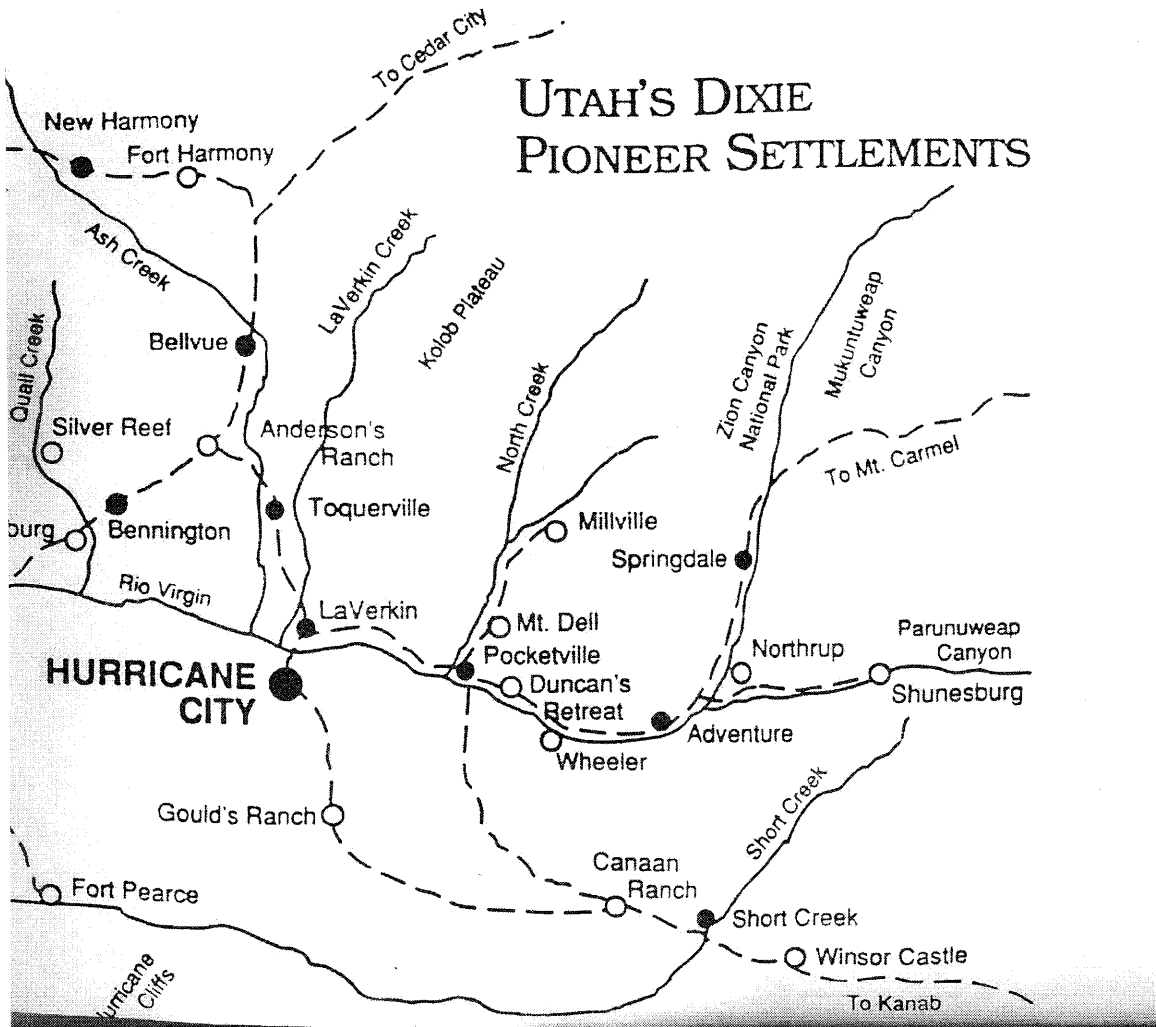 UTAH'S DIXIE
PIONEER SETTLEMENTS
To Cedar City
New Harmony
Fort Harmony
Ash Creek
LaVerkin Creek
Kolob Plateau
Mukuntuweap
Canyon
Zion Canyon
National Park
Quail Creek
Bellvue
North Creek
Silver Reef
Anderson's
Ranch
To Mt. Carmel
Toquerville
Millville
burg
Bennington
Springdale
Rio Virgin
LaVerkin
Mt. Dell
Northrup
Parunuweap
Canyon
Pocketville
HURRICANE
CITY
Duncan's
Retreat
Shunesburg
Adventure
Wheeler
Short Creek
Gould's Ranch
Canaan
Ranch
Fort Pearce
Short Creek
Winsor Castle
urricane
Cliffs
To Kanab